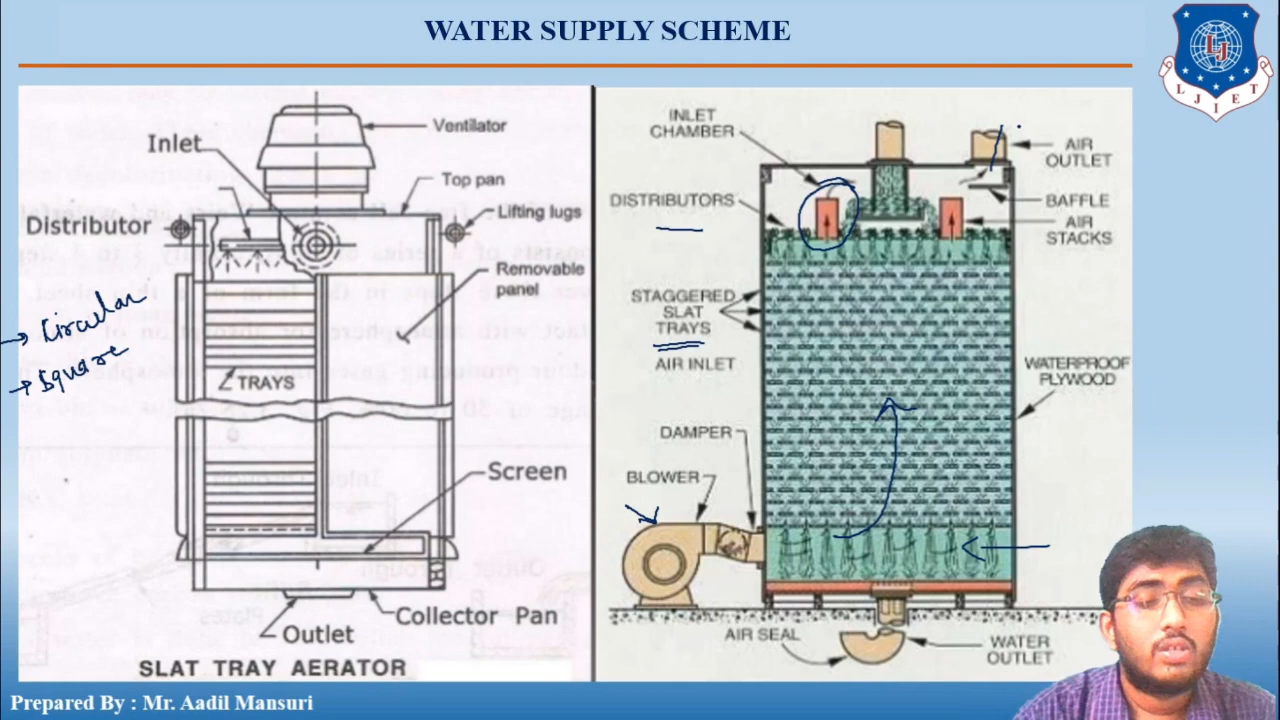 WATER SUPPLY SCHEME
LJ
LJIET
Ventilator
Inlet
Top pan
Distributor
Lifting lugs
Removable
panel
→ Circular
→ Square
TRAYS
Screen
Collector Pan
Outlet
SLAT TRAY AERATOR
INLET
CHAMBER
AIR
OUTLET
DISTRIBUTORS
BAFFLE
AIR
STACKS
STAGGERED
SLAT
TRAYS
AIR INLET
WATERPROOF
PLYWOOD
DAMPER
BLOWER
AIR SEAL
WATER
OUTLET
Prepared By : Mr. Aadil Mansuri